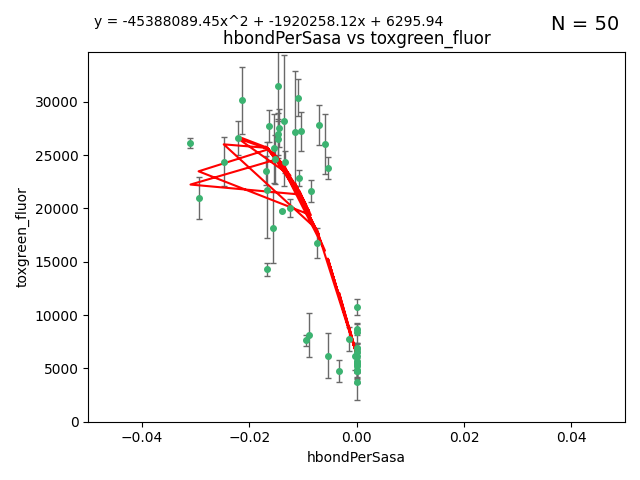 y = -45388089.45x^2 + -1920258.12x + 6295.94
N = 50
hbondPerSasa vs toxgreen_fluor
30000
25000
20000
15000
10000
5000
0
toxgreen_fluor
−0.04
−0.02
0.00
0.02
0.04
hbondPerSasa